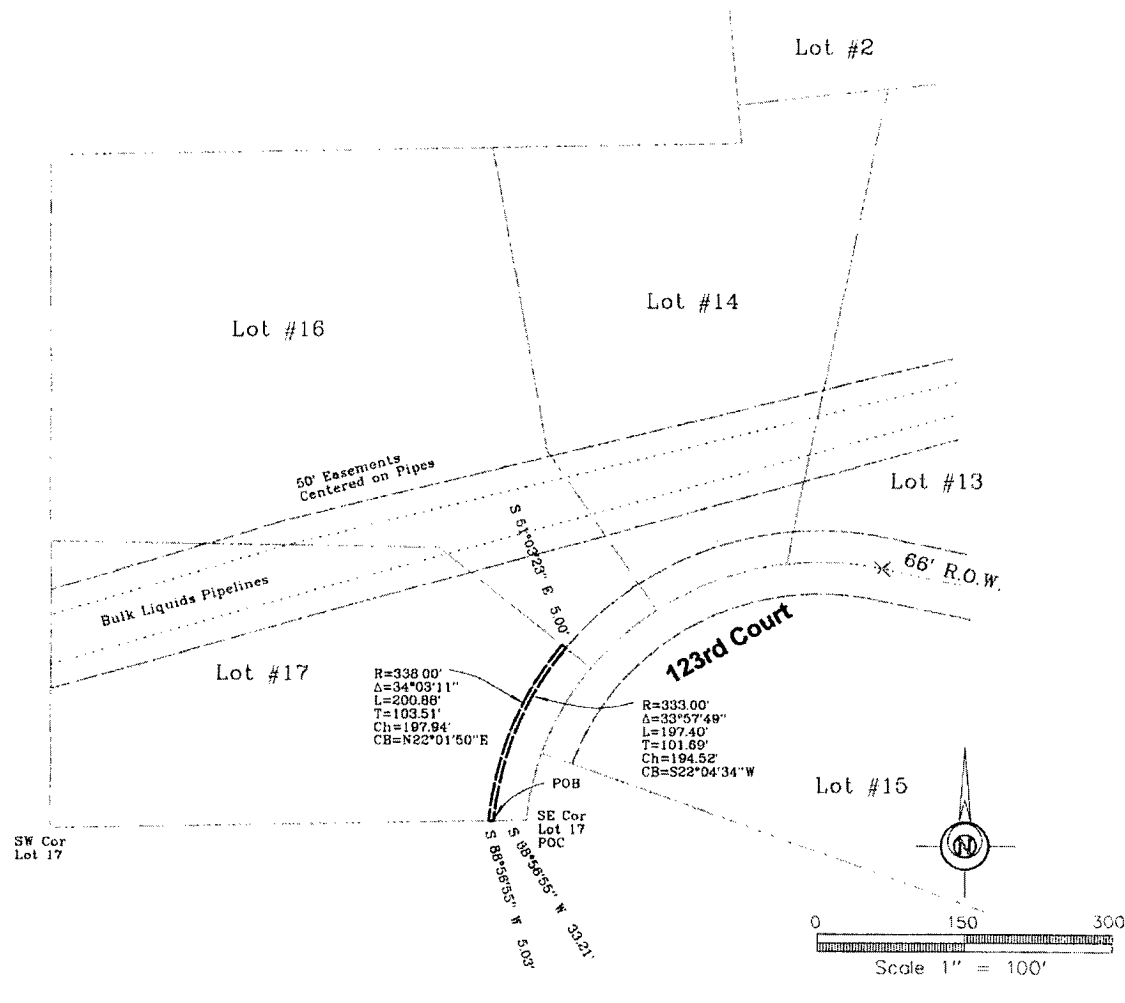 Lot #2
Lot #14
Lot #16
50' Easements
Centered on Pipes
Lot #13
S 51°03'23" E 5.00'
66' R.O.W.
Bulk Liquids Pipelines
123rd Court
Lot #17
R=338.00'
Δ=34°03'11"
L=200.88'
T=103.51'
Ch=197.94'
CB=N22°01'50"E
R=333.00'
Δ=33°57'49"
L=197.40'
T=101.69'
Ch=194.52'
CB=S22°04'34"W
Lot #15
POB
SE Cor
Lot 17
POC
SW Cor
Lot 17
S 88°56'55" W 5.03'
S 88°56'55" W 33.21'
N
0 150 300
Scale 1" = 100'